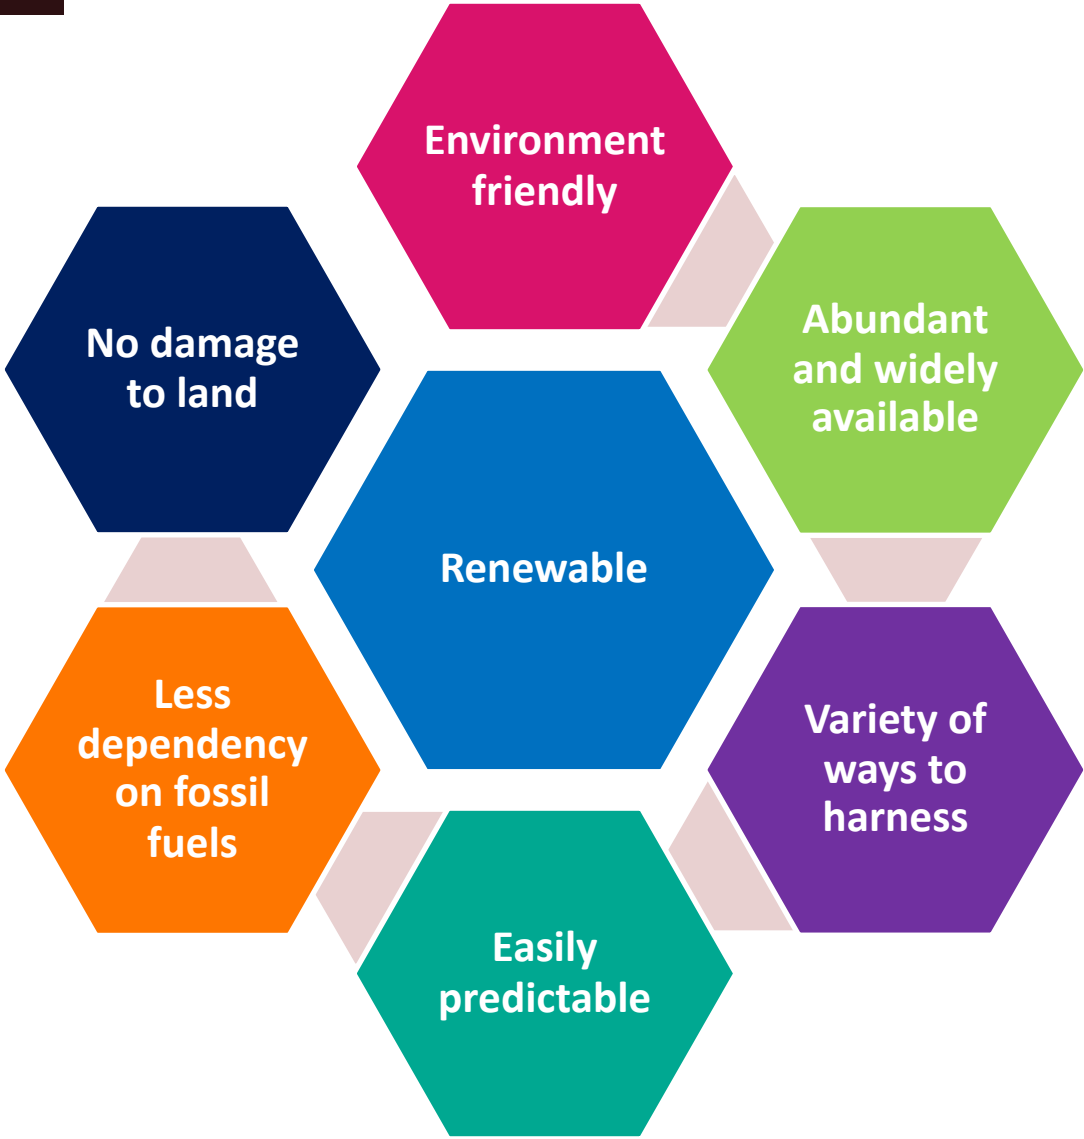 Environment
friendly
Abundant
and widely
available
Variety of
ways to
harness
Easily
predictable
Less
dependency
on fossil
fuels
No damage
to land
Renewable